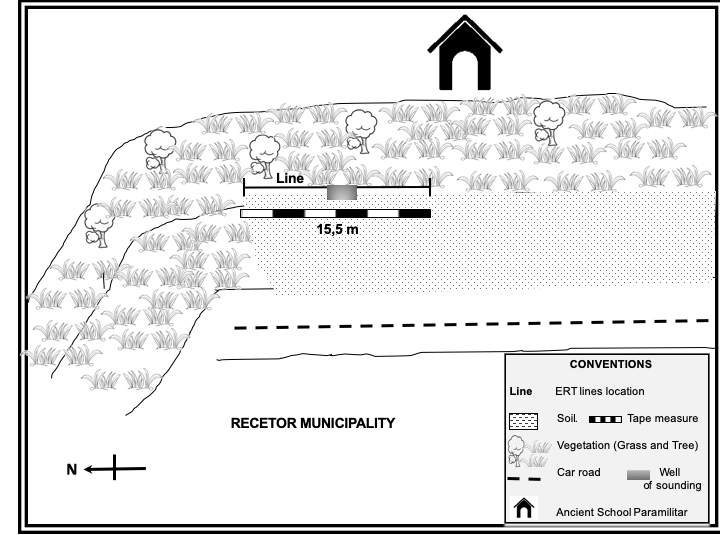 Line
15,5 m
RECETOR MUNICIPALITY
N
CONVENTIONS
Line ERT lines location
Soil. Tape measure
Vegetation (Grass and Tree)
Car road Well
of sounding
Ancient School Paramilitar